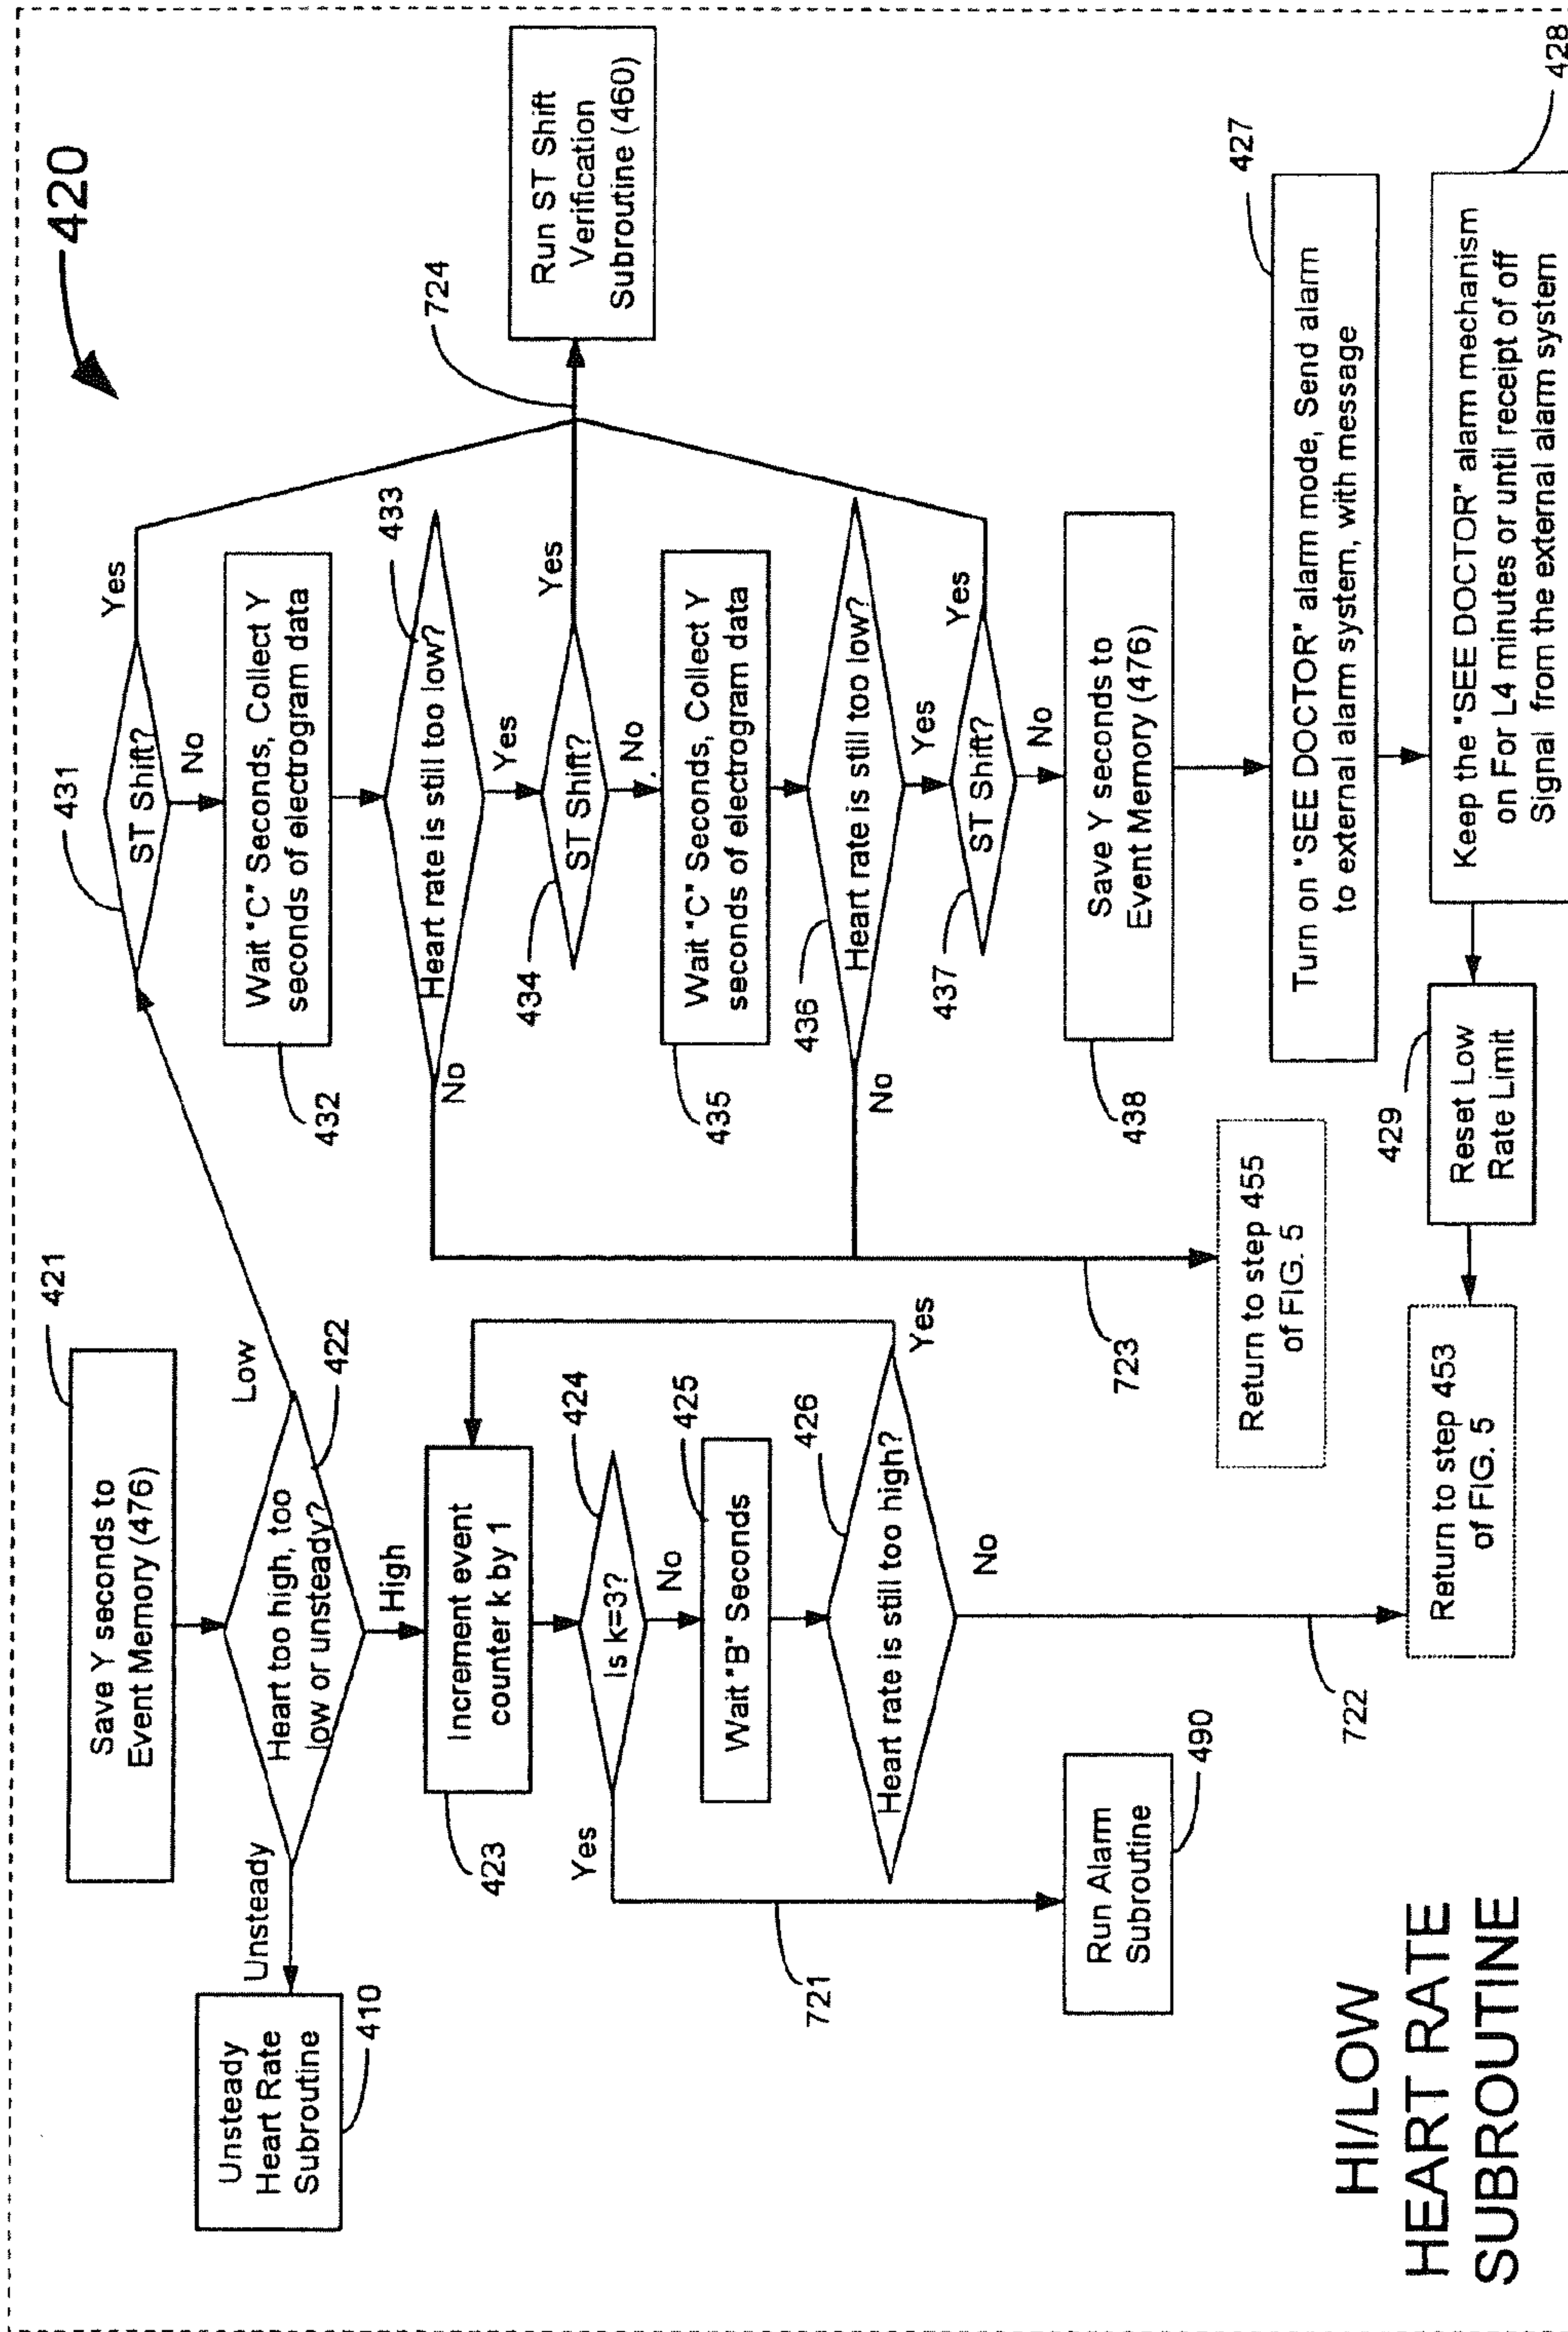 420
421
Save Y seconds to
Event Memory (476)
422
Heart too high, too
low or unsteady?
Unsteady
Low
High
Unsteady
Heart Rate
Subroutine
410
423
Increment event
counter k by 1
424
Is k=3?
Yes
No
425
Wait "B" Seconds
426
Heart rate is still too high?
Yes
No
721
Run Alarm
Subroutine
490
722
Return to step 453
of FIG. 5
431
ST Shift?
Yes
No
432
Wait "C" Seconds, Collect Y
seconds of electrogram data
433
Heart rate is still too low?
No
Yes
434
ST Shift?
Yes
No
435
Wait "C" Seconds, Collect Y
seconds of electrogram data
436
Heart rate is still too low?
No
Yes
437
ST Shift?
Yes
No
724
Run ST Shift
Verification
Subroutine (460)
723
Return to step 455
of FIG. 5
438
Save Y seconds to
Event Memory (476)
427
Turn on "SEE DOCTOR" alarm mode, Send alarm
to external alarm system, with message
428
Keep the "SEE DOCTOR" alarm mechanism
on For L4 minutes or until receipt of off
Signal from the external alarm system
429
Reset Low
Rate Limit
HI/LOW
HEART RATE
SUBROUTINE